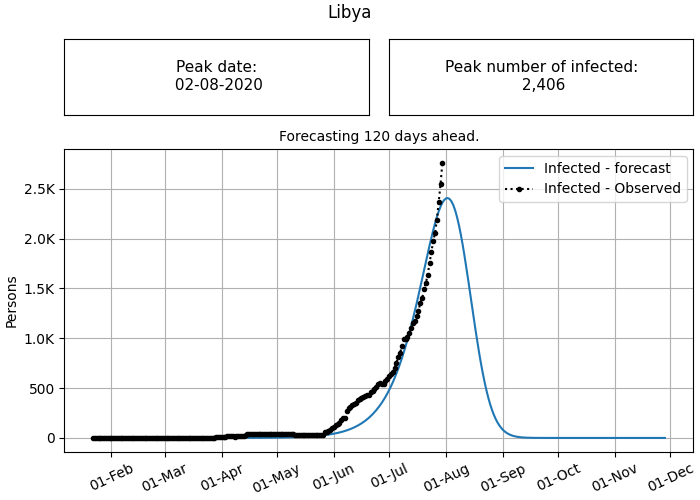 Libya
Peak date:
02-08-2020
Peak number of infected:
2,406
Forecasting 120 days ahead.
Infected - forecast
Infected - Observed
2.5K
2.0K
1.5K
1.0K
500
0
Persons
01-Feb
01-Mar
01-Apr
01-May
01-Jun
01-Jul
01-Aug
01-Sep
01-Oct
01-Nov
01-Dec